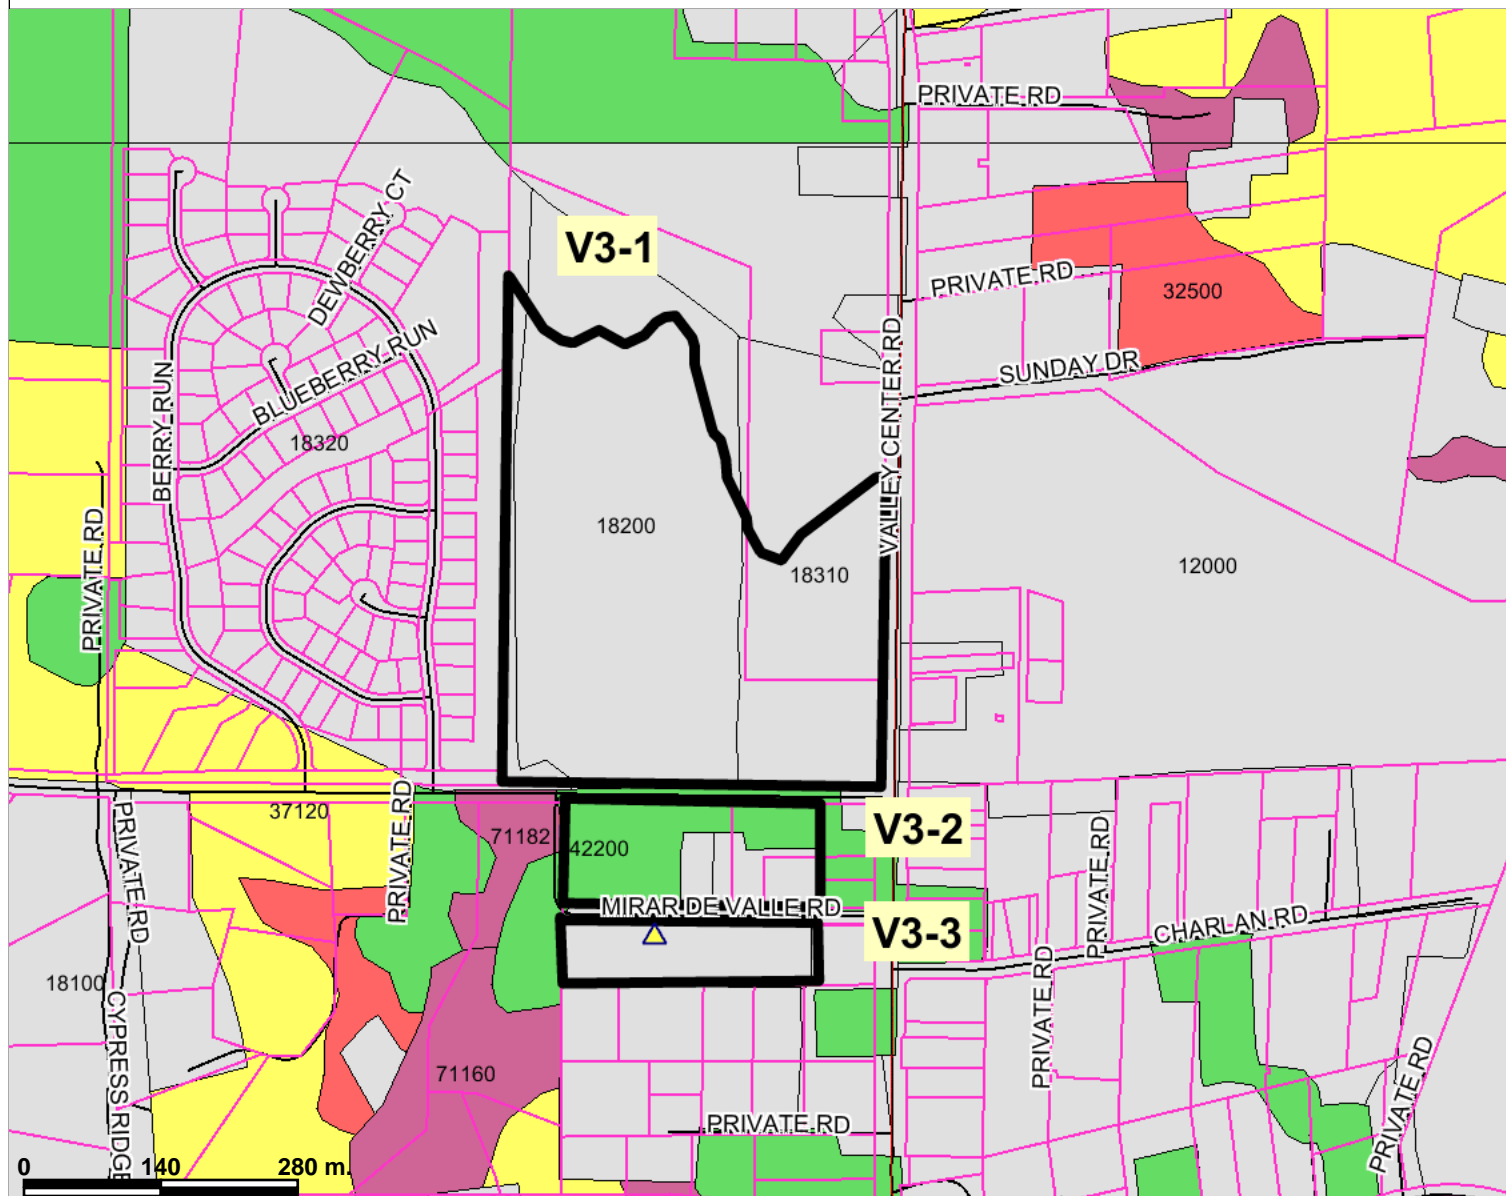 PRIVATE RD
DEWBERRY CT
V3-1
PRIVATE RD
32500
VALLEY CENTER RD
SUNDAY DR
BLUEBERRY RUN
BERRY RUN
18320
18200
PRIVATE RD
18310
12000
37120
PRIVATE RD
PRIVATE RD
71182
42200
V3-2
PRIVATE RD
MIRAR DE VALLE RD
V3-3
CHARLAN RD
18100
CYPRESS RIDGE
PRIVATE RD
71160
PRIVATE RD
PRIVATE RD
0 140 280 m.